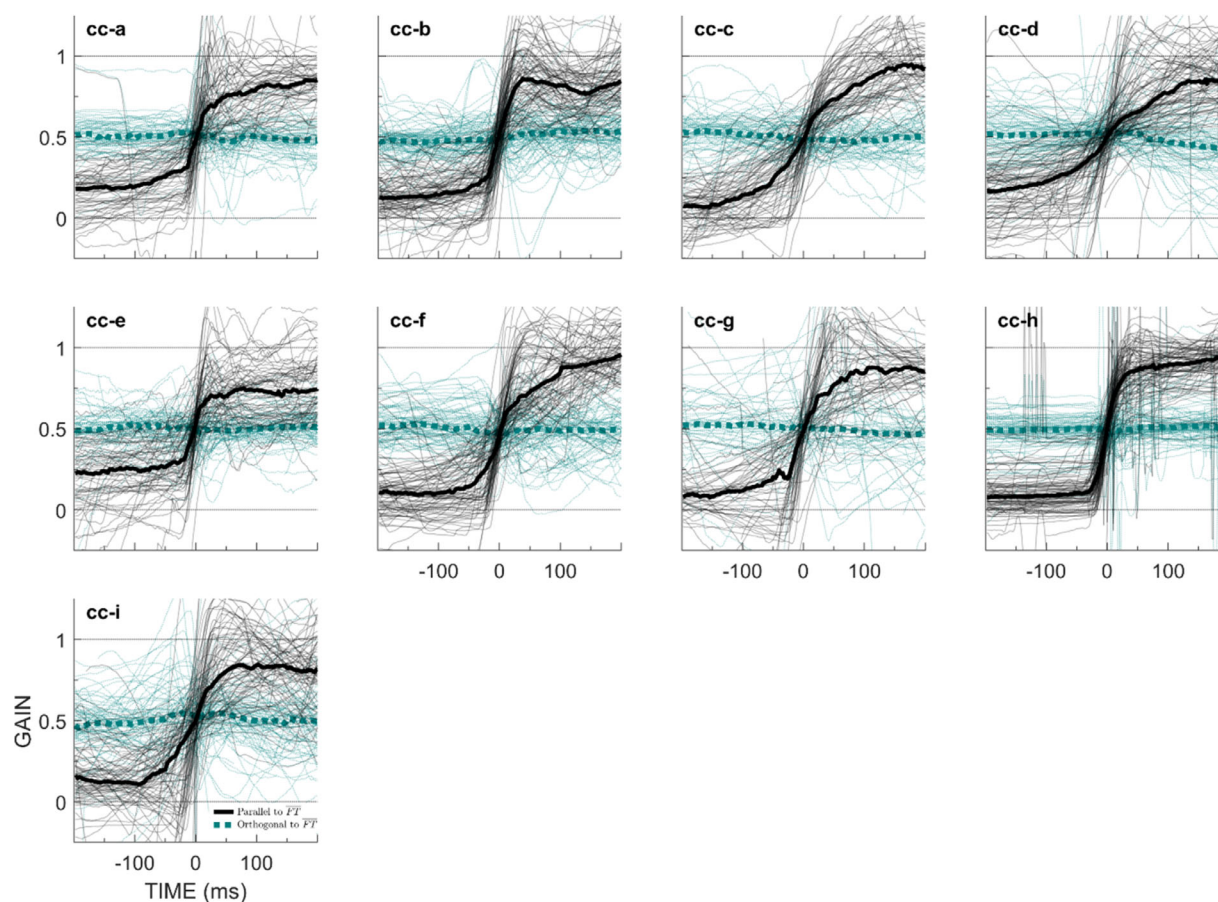 cc-a
cc-b
cc-c
cc-d
1
0.5
0
cc-e
cc-f
cc-g
cc-h
1
0.5
0
-100 0 100
-100 0 100
-100 0 100
cc-i
1
0.5
0
GAIN
Parallel to FT
Orthogonal to FT
-100 0 100
TIME (ms)